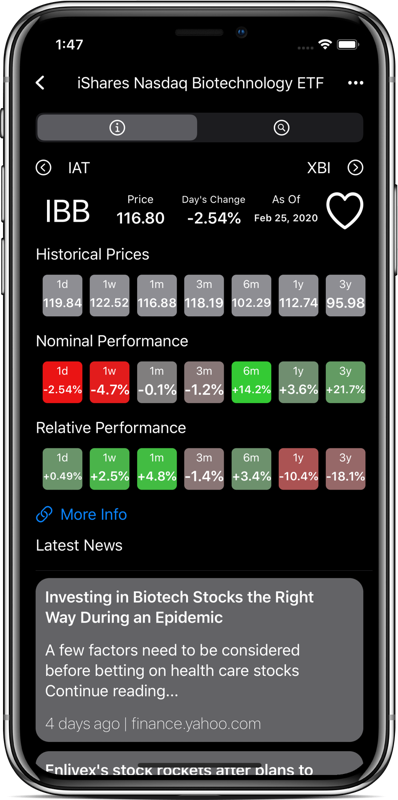 1:47
iShares Nasdaq Biotechnology ETF
IAT XBI
IBB
Price Day's Change As Of
116.80 -2.54% Feb 25, 2020
Historical Prices
1d 1w 1m 3m 6m 1y 3y
119.84 122.52 116.88 118.19 102.29 112.74 95.98
Nominal Performance
1d 1w 1m 3m 6m 1y 3y
-2.54% -4.7% -0.1% -1.2% +14.2% +3.6% +21.7%
Relative Performance
1d 1w 1m 3m 6m 1y 3y
+0.49% +2.5% +4.8% -1.4% +3.4% -10.4% -18.1%
More Info
Latest News
Investing in Biotech Stocks the Right
Way During an Epidemic
A few factors need to be considered
before betting on health care stocks
Continue reading...
4 days ago | finance.yahoo.com
Enlivex's stock rockets after plans to